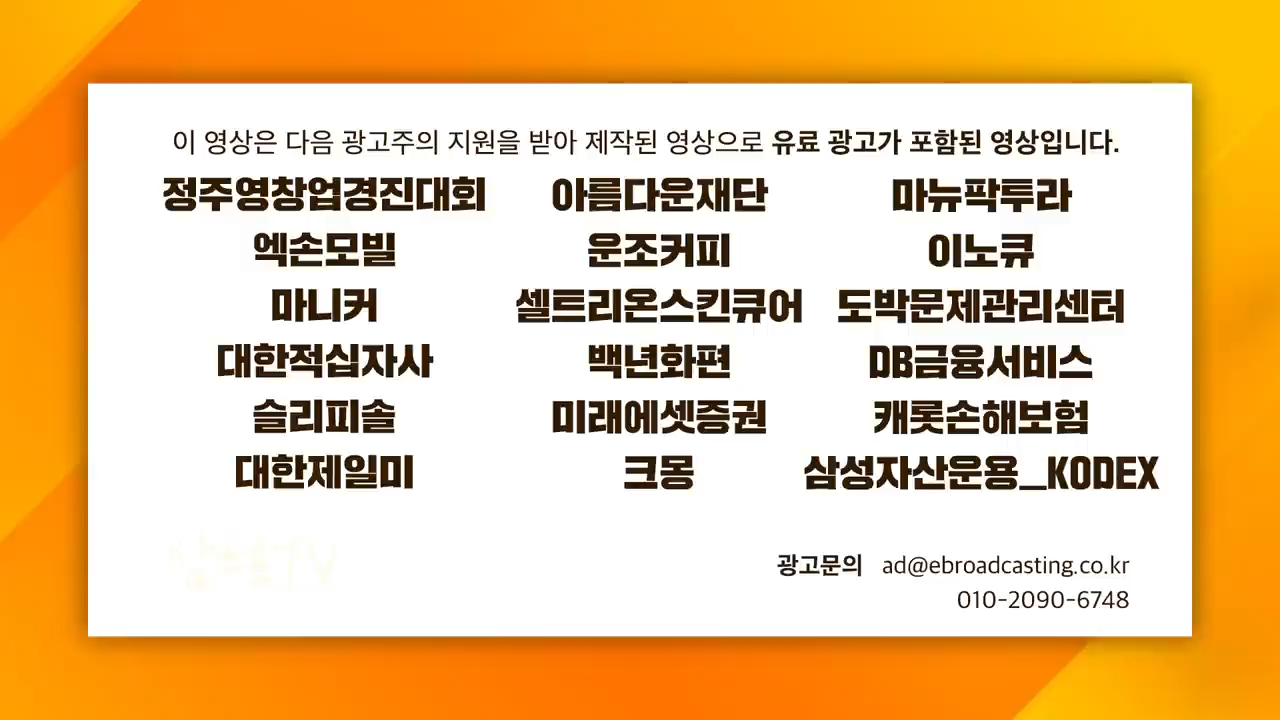 이 영상은 다음 광고주의 지원을 받아 제작된 영상으로 유료 광고가 포함된 영상입니다.
정주영창업경진대회 아름다운재단 마뉴팍투라
엑손모빌 운조커피 이노큐
마니커 셀트리온스킨큐어 도박문제관리센터
대한적십자사 백년화편 DB금융서비스
슬리피솔 미래에셋증권 캐롯손해보험
대한제일미 크몽 삼성자산운용_KODEX
광고문의 ad@ebroadcasting.co.kr
010-2090-6748